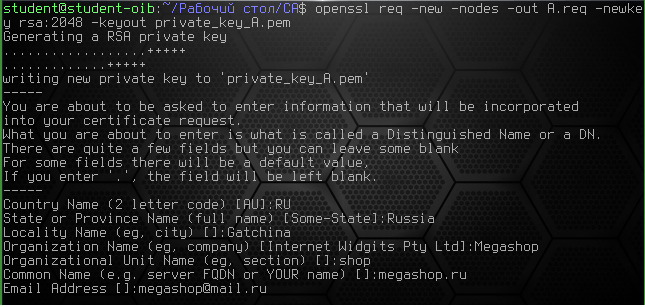 student@student-oib:~/Рабочий стол/CA$ openssl req -new -nodes -out A.req -newke
y rsa:2048 -keyout private_key_A.pem
Generating a RSA private key
..................+++++
.............+++++
writing new private key to 'private_key_A.pem'
-----
You are about to be asked to enter information that will be incorporated
into your certificate request.
What you are about to enter is what is called a Distinguished Name or a DN.
There are quite a few fields but you can leave some blank
For some fields there will be a default value,
If you enter '.', the field will be left blank.
-----
Country Name (2 letter code) [AU]:RU
State or Province Name (full name) [Some-State]:Russia
Locality Name (eg, city) []:Gatchina
Organization Name (eg, company) [Internet Widgits Pty Ltd]:Megashop
Organizational Unit Name (eg, section) []:shop
Common Name (e.g. server FQDN or YOUR name) []:megashop.ru
Email Address []:megashop@mail.ru